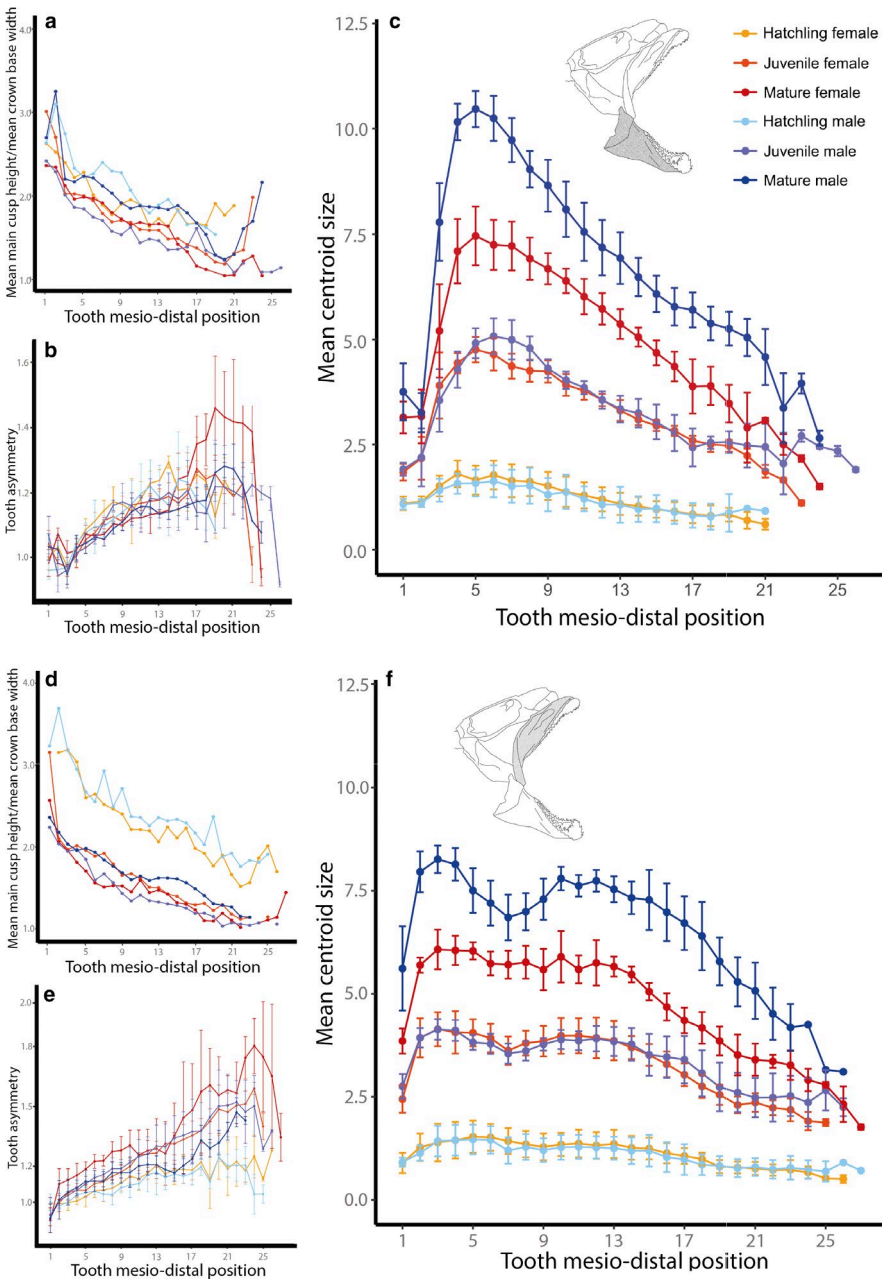 a
Mean main cusp height/mean crown base width
4.0
3.0
2.0
1.0
1 5 9 13 17 21 25
Tooth mesio-distal position
b
Tooth asymmetry
1.6
1.4
1.2
1.0
1 5 9 13 17 21 25
Tooth mesio-distal position
c
Mean centroid size
12.5
10.0
7.5
5.0
2.5
0.0
1 5 9 13 17 21 25
Tooth mesio-distal position
Hatchling female
Juvenile female
Mature female
Hatchling male
Juvenile male
Mature male
d
Mean main cusp height/mean crown base width
4.0
3.0
2.0
1.0
1 5 9 13 17 21 25
Tooth mesio-distal position
e
Tooth asymmetry
2.0
1.8
1.5
1.2
1.0
1 5 9 13 17 21 25
Tooth mesio-distal position
f
Mean centroid size
12.5
10.0
7.5
5.0
2.5
0.0
1 5 9 13 17 21 25
Tooth mesio-distal position